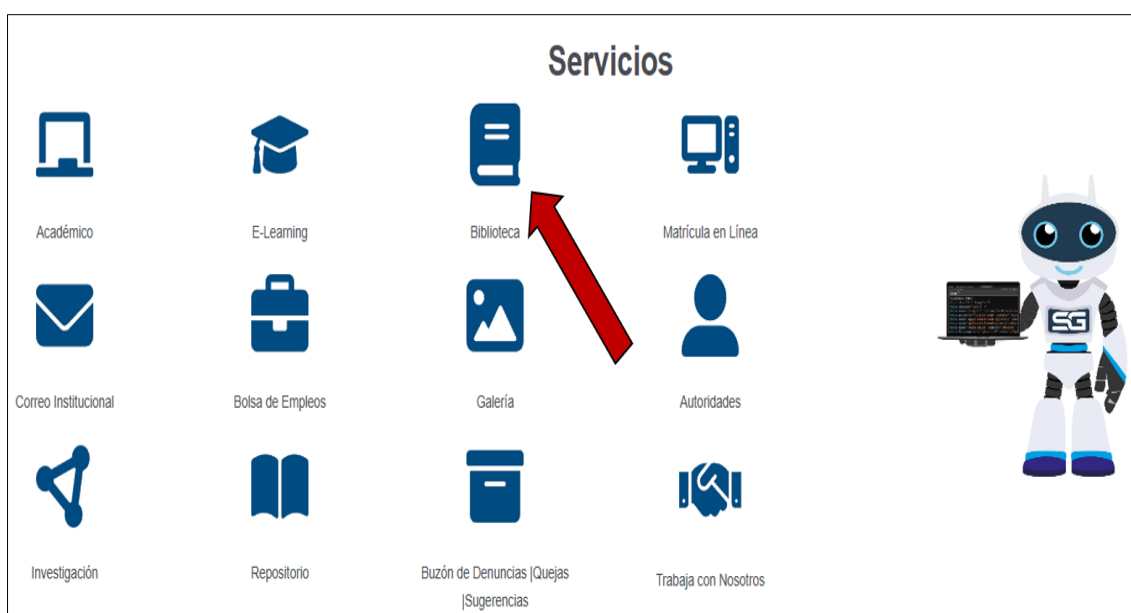 Servicios
Académico
E-Learning
Biblioteca
Matrícula en Línea
Correo Institucional
Bolsa de Empleos
Galería
Autoridades
SG
Investigación
Repositorio
Buzón de Denuncias |Quejas
|Sugerencias
Trabaja con Nosotros